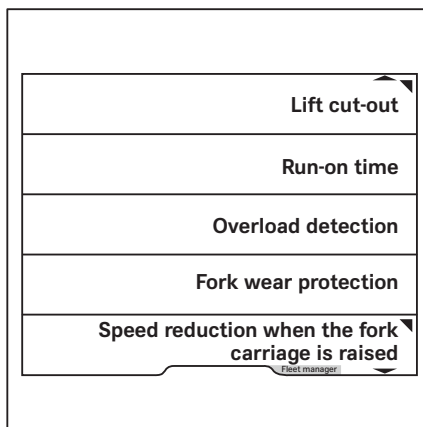 Lift cut-out
Run-on time
Overload detection
Fork wear protection
Speed reduction when the fork
carriage is raised
Fleet manager